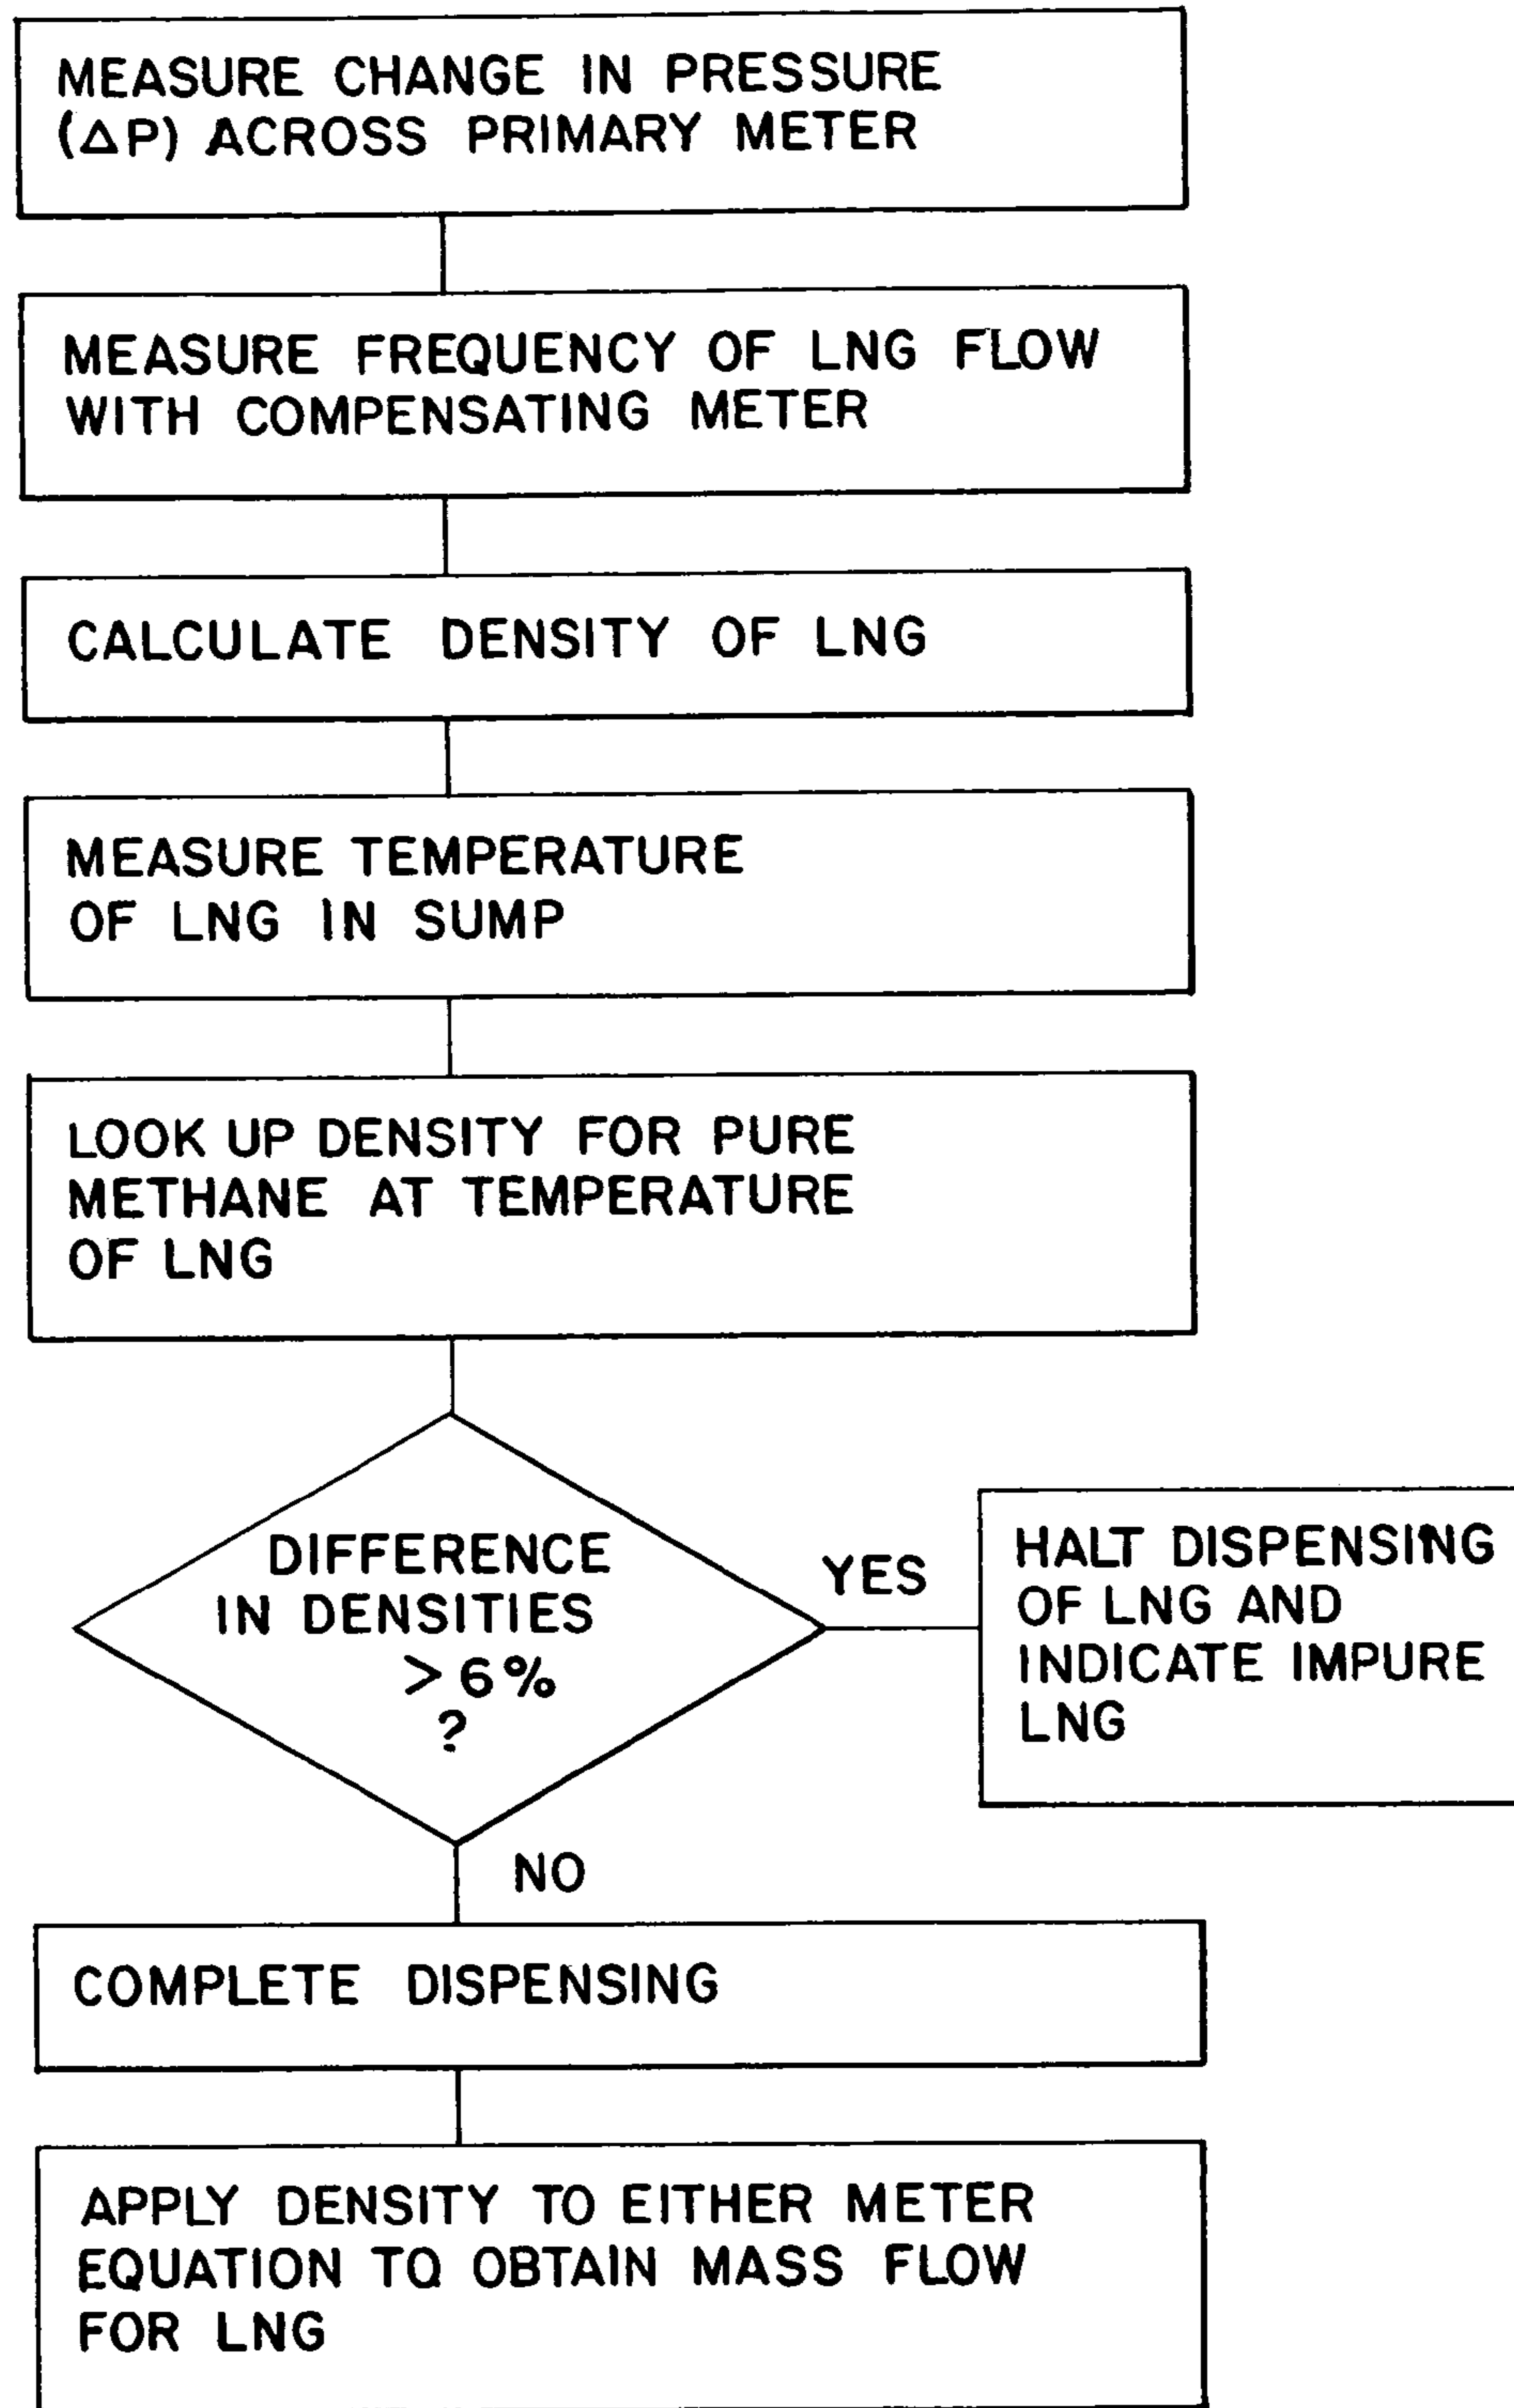 MEASURE CHANGE IN PRESSURE
(ΔP) ACROSS PRIMARY METER
MEASURE FREQUENCY OF LNG FLOW
WITH COMPENSATING METER
CALCULATE DENSITY OF LNG
MEASURE TEMPERATURE
OF LNG IN SUMP
LOOK UP DENSITY FOR PURE
METHANE AT TEMPERATURE
OF LNG
DIFFERENCE
IN DENSITIES
>6%
?
YES
HALT DISPENSING
OF LNG AND
INDICATE IMPURE
LNG
NO
COMPLETE DISPENSING
APPLY DENSITY TO EITHER METER
EQUATION TO OBTAIN MASS FLOW
FOR LNG